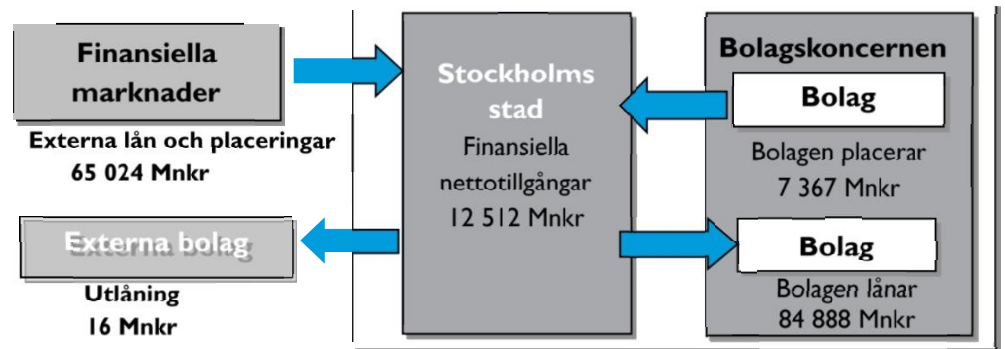 Finansiella
marknader
Externa lån och placeringar
65 024 Mnkr
Externa bolag
Utlåning
16 Mnkr
Stockholms
stad
Finansiella
nettotillgångar
12 512 Mnkr
Bolagskoncernen
Bolag
Bolagen placerar
7 367 Mnkr
Bolag
Bolagen lånar
84 888 Mnkr